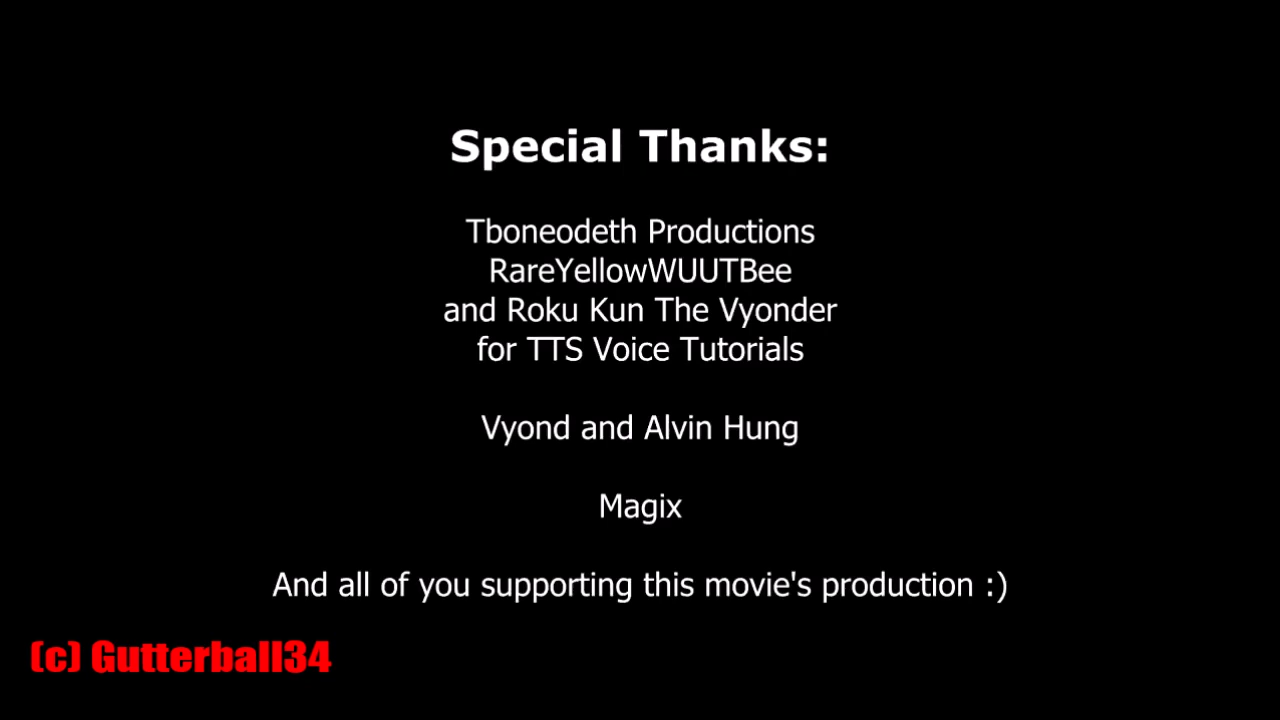 Special Thanks:
Tboneodeth Productions
RareYellowWUUTBee
and Roku Kun The Vyonder
for TTS Voice Tutorials
Vyond and Alvin Hung
Magix
And all of you supporting this movie's production :)
(c) Gutterball34